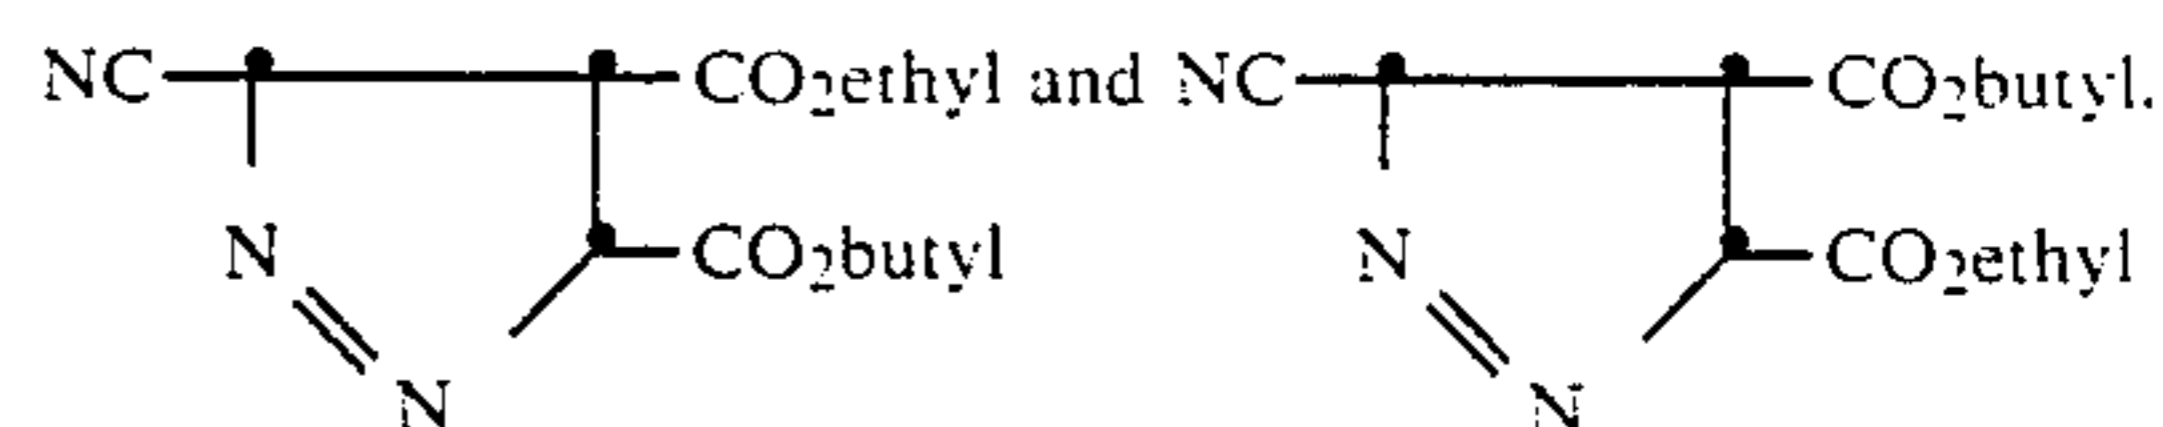 NC CO₂ethyl and NC CO₂butyl.
N CO₂butyl N CO₂ethyl
N N